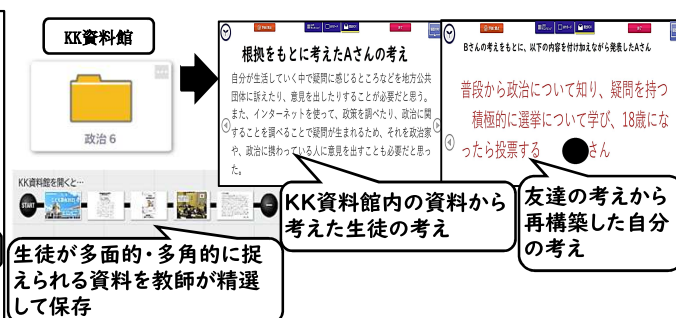 KK資料館
政治6
KK資料館を開くと…
START
生徒が多面的・多角的に捉
えられる資料を教師が精選
して保存
根拠をもとに考えたAさんの考え
自分が生活していく中で疑問に感じるところなどを地方公共
団体に訴えたり、意見を出したりすることが必要だと思う。
また、インターネットを使って、政策を調べたり、政治に関
することを調べることで疑問が生まれるため、それを政治家
や、政治に携わっている人に意見を出すことも必要だと思っ
た。
KK資料館内の資料から
考えた生徒の考え
Bさんの考えをもとに、以下の内容を付け加えながら発表したAさん
普段から政治について知り、疑問を持つ
積極的に選挙について学び、18歳にな
ったら投票する
さん
友達の考えから
再構築した自分
の考え